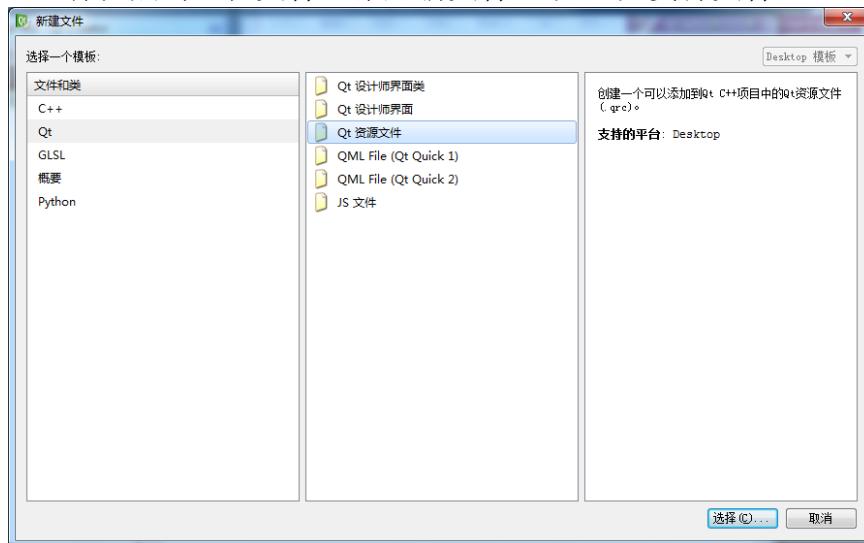 新建文件
选择一个模板:
Desktop 模板
文件和类
C++
Qt
GLSL
概要
Python
Qt 设计师界面类
Qt 设计师界面
Qt 资源文件
QML File (Qt Quick 1)
QML File (Qt Quick 2)
JS 文件
创建一个可以添加到Qt C++项目中的Qt资源文件
(.qrc)。
支持的平台: Desktop
选择(C)...
取消